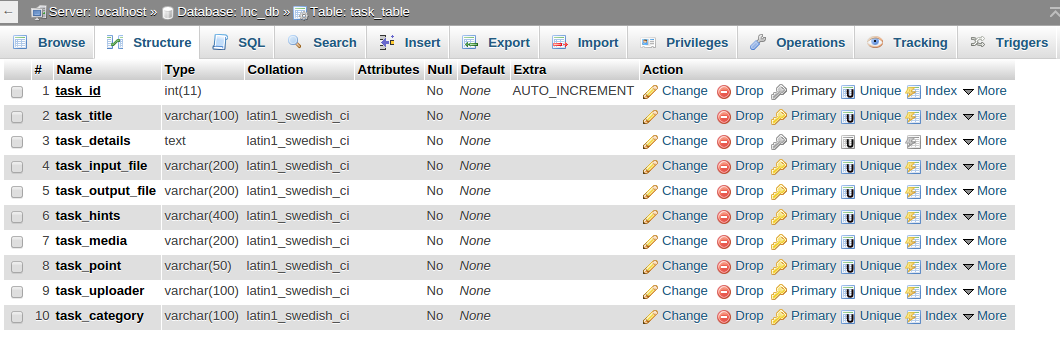 ← Server: localhost » Database: lnc_db » Table: task_table
Browse Structure SQL Search Insert Export Import Privileges Operations Tracking Triggers
# Name Type Collation Attributes Null Default Extra Action
1 task_id int(11) No None AUTO_INCREMENT Change Drop Primary Unique Index More
2 task_title varchar(100) latin1_swedish_ci No None Change Drop Primary Unique Index More
3 task_details text latin1_swedish_ci No None Change Drop Primary Unique Index More
4 task_input_file varchar(200) latin1_swedish_ci No None Change Drop Primary Unique Index More
5 task_output_file varchar(200) latin1_swedish_ci No None Change Drop Primary Unique Index More
6 task_hints varchar(400) latin1_swedish_ci No None Change Drop Primary Unique Index More
7 task_media varchar(200) latin1_swedish_ci No None Change Drop Primary Unique Index More
8 task_point varchar(50) latin1_swedish_ci No None Change Drop Primary Unique Index More
9 task_uploader varchar(100) latin1_swedish_ci No None Change Drop Primary Unique Index More
10 task_category varchar(100) latin1_swedish_ci No None Change Drop Primary Unique Index More